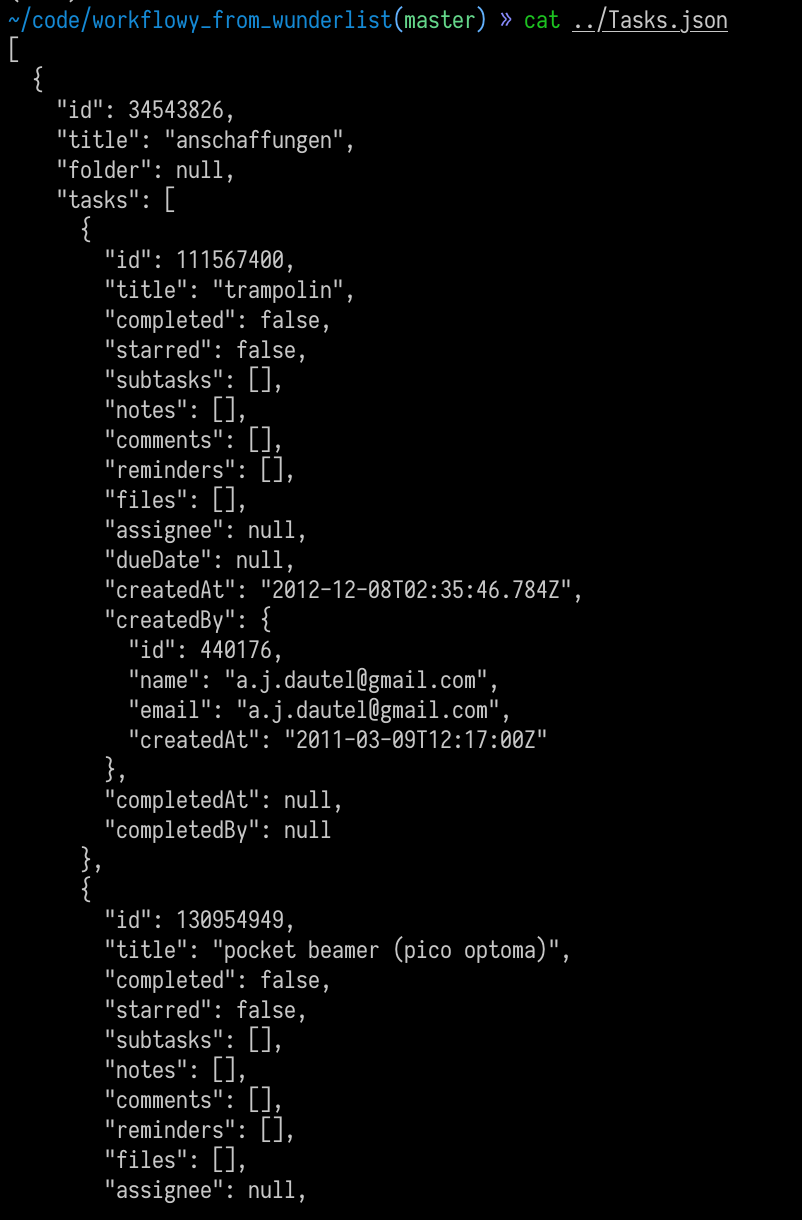 ~/code/workflowy_from_wunderlist(master) » cat ../Tasks.json
[
  {
    "id": 34543826,
    "title": "anschaffungen",
    "folder": null,
    "tasks": [
      {
        "id": 111567400,
        "title": "trampolin",
        "completed": false,
        "starred": false,
        "subtasks": [],
        "notes": [],
        "comments": [],
        "reminders": [],
        "files": [],
        "assignee": null,
        "dueDate": null,
        "createdAt": "2012-12-08T02:35:46.784Z",
        "createdBy": {
          "id": 440176,
          "name": "a.j.dautel@gmail.com",
          "email": "a.j.dautel@gmail.com",
          "createdAt": "2011-03-09T12:17:00Z"
        },
        "completedAt": null,
        "completedBy": null
      },
      {
        "id": 130954949,
        "title": "pocket beamer (pico optoma)",
        "completed": false,
        "starred": false,
        "subtasks": [],
        "notes": [],
        "comments": [],
        "reminders": [],
        "files": [],
        "assignee": null,